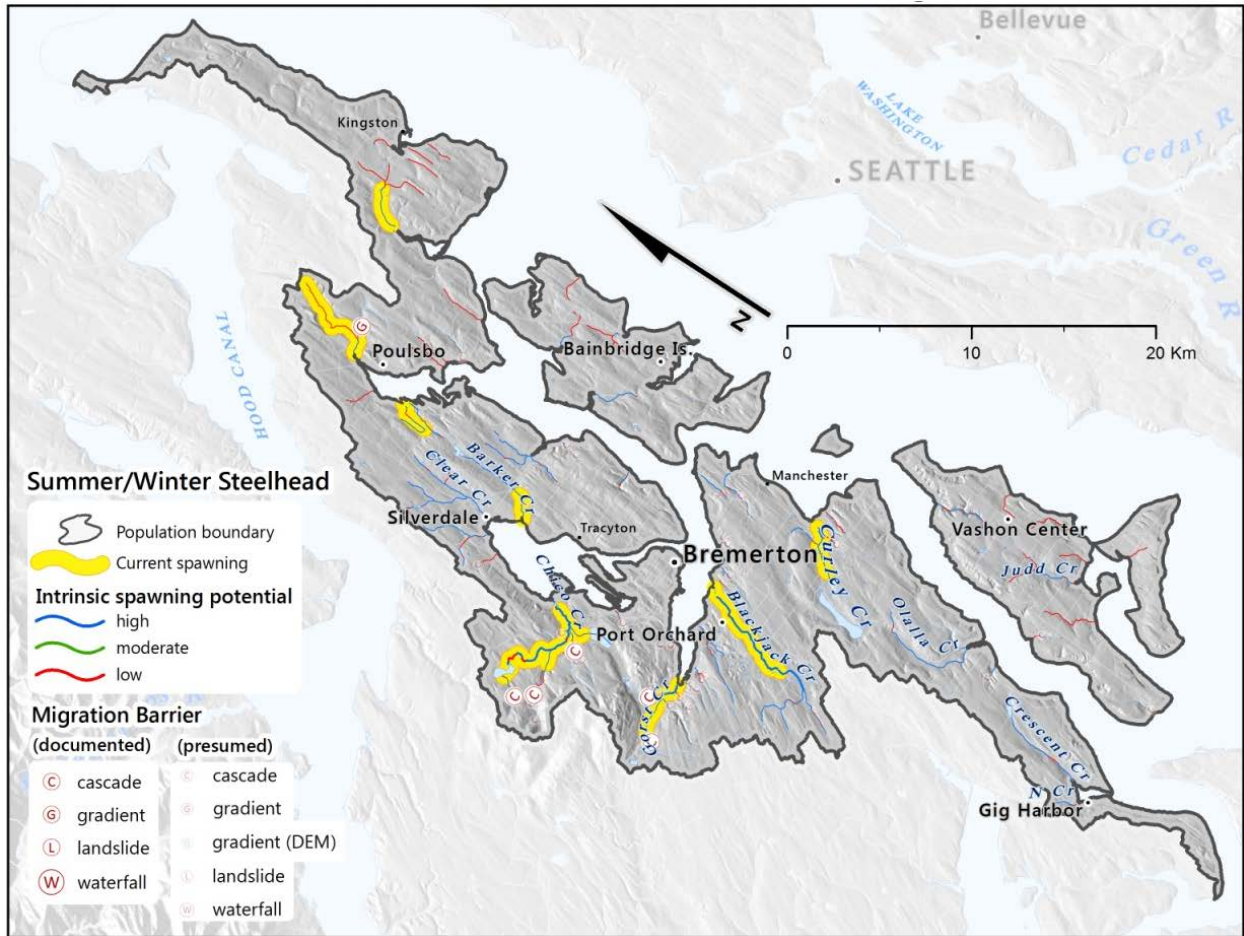 Bellevue
LAKE
WASHINGTON
Cedar R
Kingston
SEATTLE
Green R
N
0
10
20 Km
Poulsbo
G
Bainbridge Is.
HOOD CANAL
Barker Cr
Clear Cr
Silverdale
Tracyton
Manchester
Bremerton
Curley Cr
Vashon Center
Judd Cr
Chico Cr
Port Orchard
Blackjack Cr
Olalla Cr
C
C
C
C
C
Gorst Cr
Crescent Cr
N Cr
Gig Harbor
Summer/Winter Steelhead
Population boundary
Current spawning
Intrinsic spawning potential
high
moderate
low
Migration Barrier
(documented)
(presumed)
C cascade
G gradient
L landslide
W waterfall
C cascade
G gradient
gradient (DEM)
L landslide
W waterfall